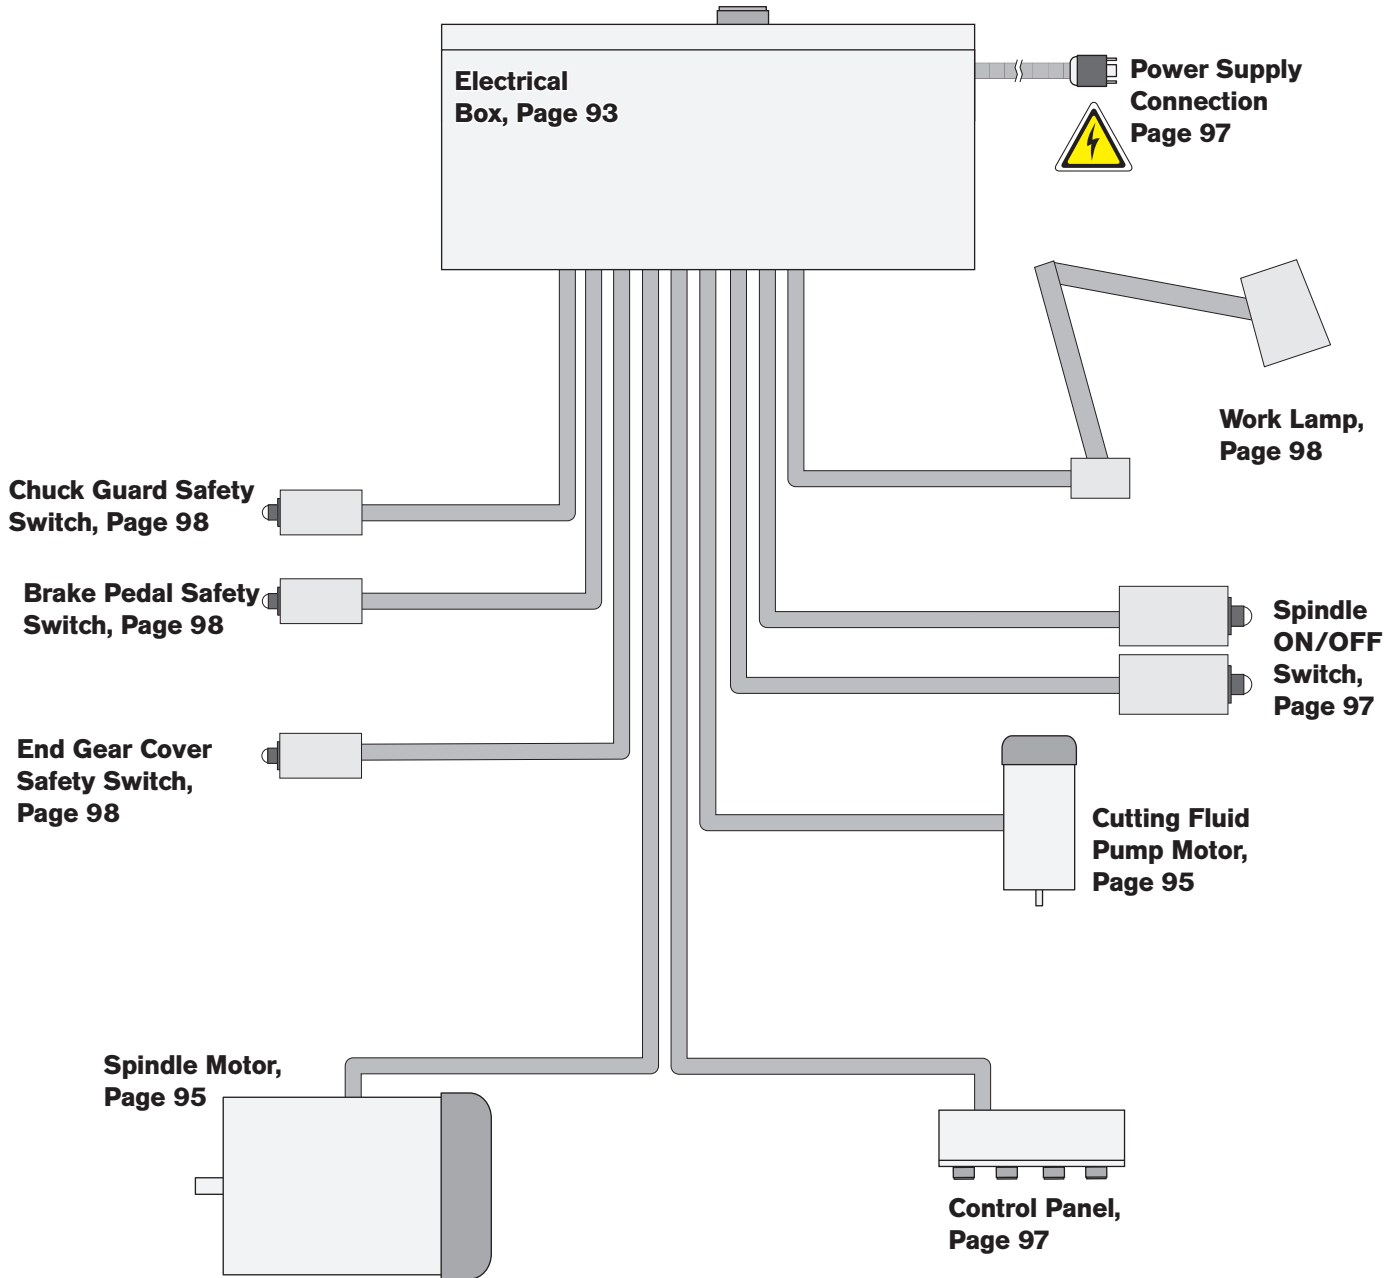 Electrical
Box, Page 93
Power Supply
Connection
Page 97
Work Lamp,
Page 98
Chuck Guard Safety
Switch, Page 98
Brake Pedal Safety
Switch, Page 98
Spindle
ON/OFF
Switch,
Page 97
End Gear Cover
Safety Switch,
Page 98
Cutting Fluid
Pump Motor,
Page 95
Spindle Motor,
Page 95
Control Panel,
Page 97